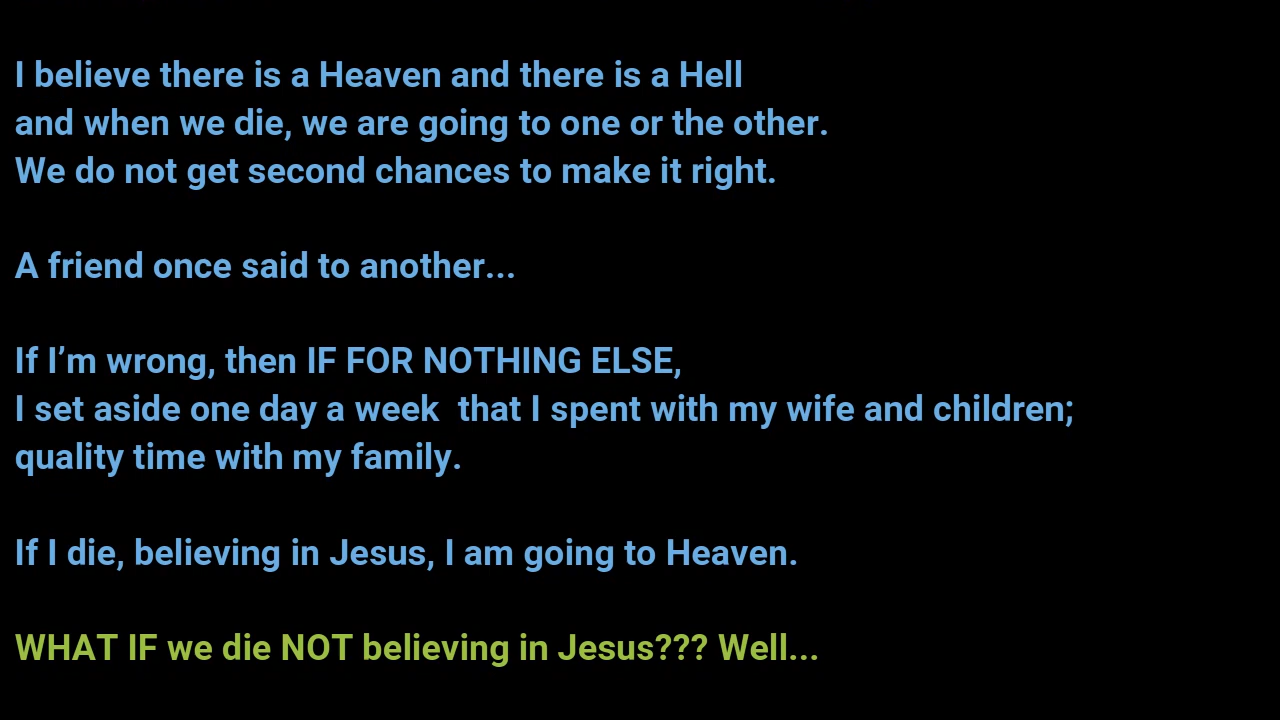 I believe there is a Heaven and there is a Hell
and when we die, we are going to one or the other.
We do not get second chances to make it right.
A friend once said to another...
If I’m wrong, then IF FOR NOTHING ELSE,
I set aside one day a week  that I spent with my wife and children;
quality time with my family.
If I die, believing in Jesus, I am going to Heaven.
WHAT IF we die NOT believing in Jesus??? Well...